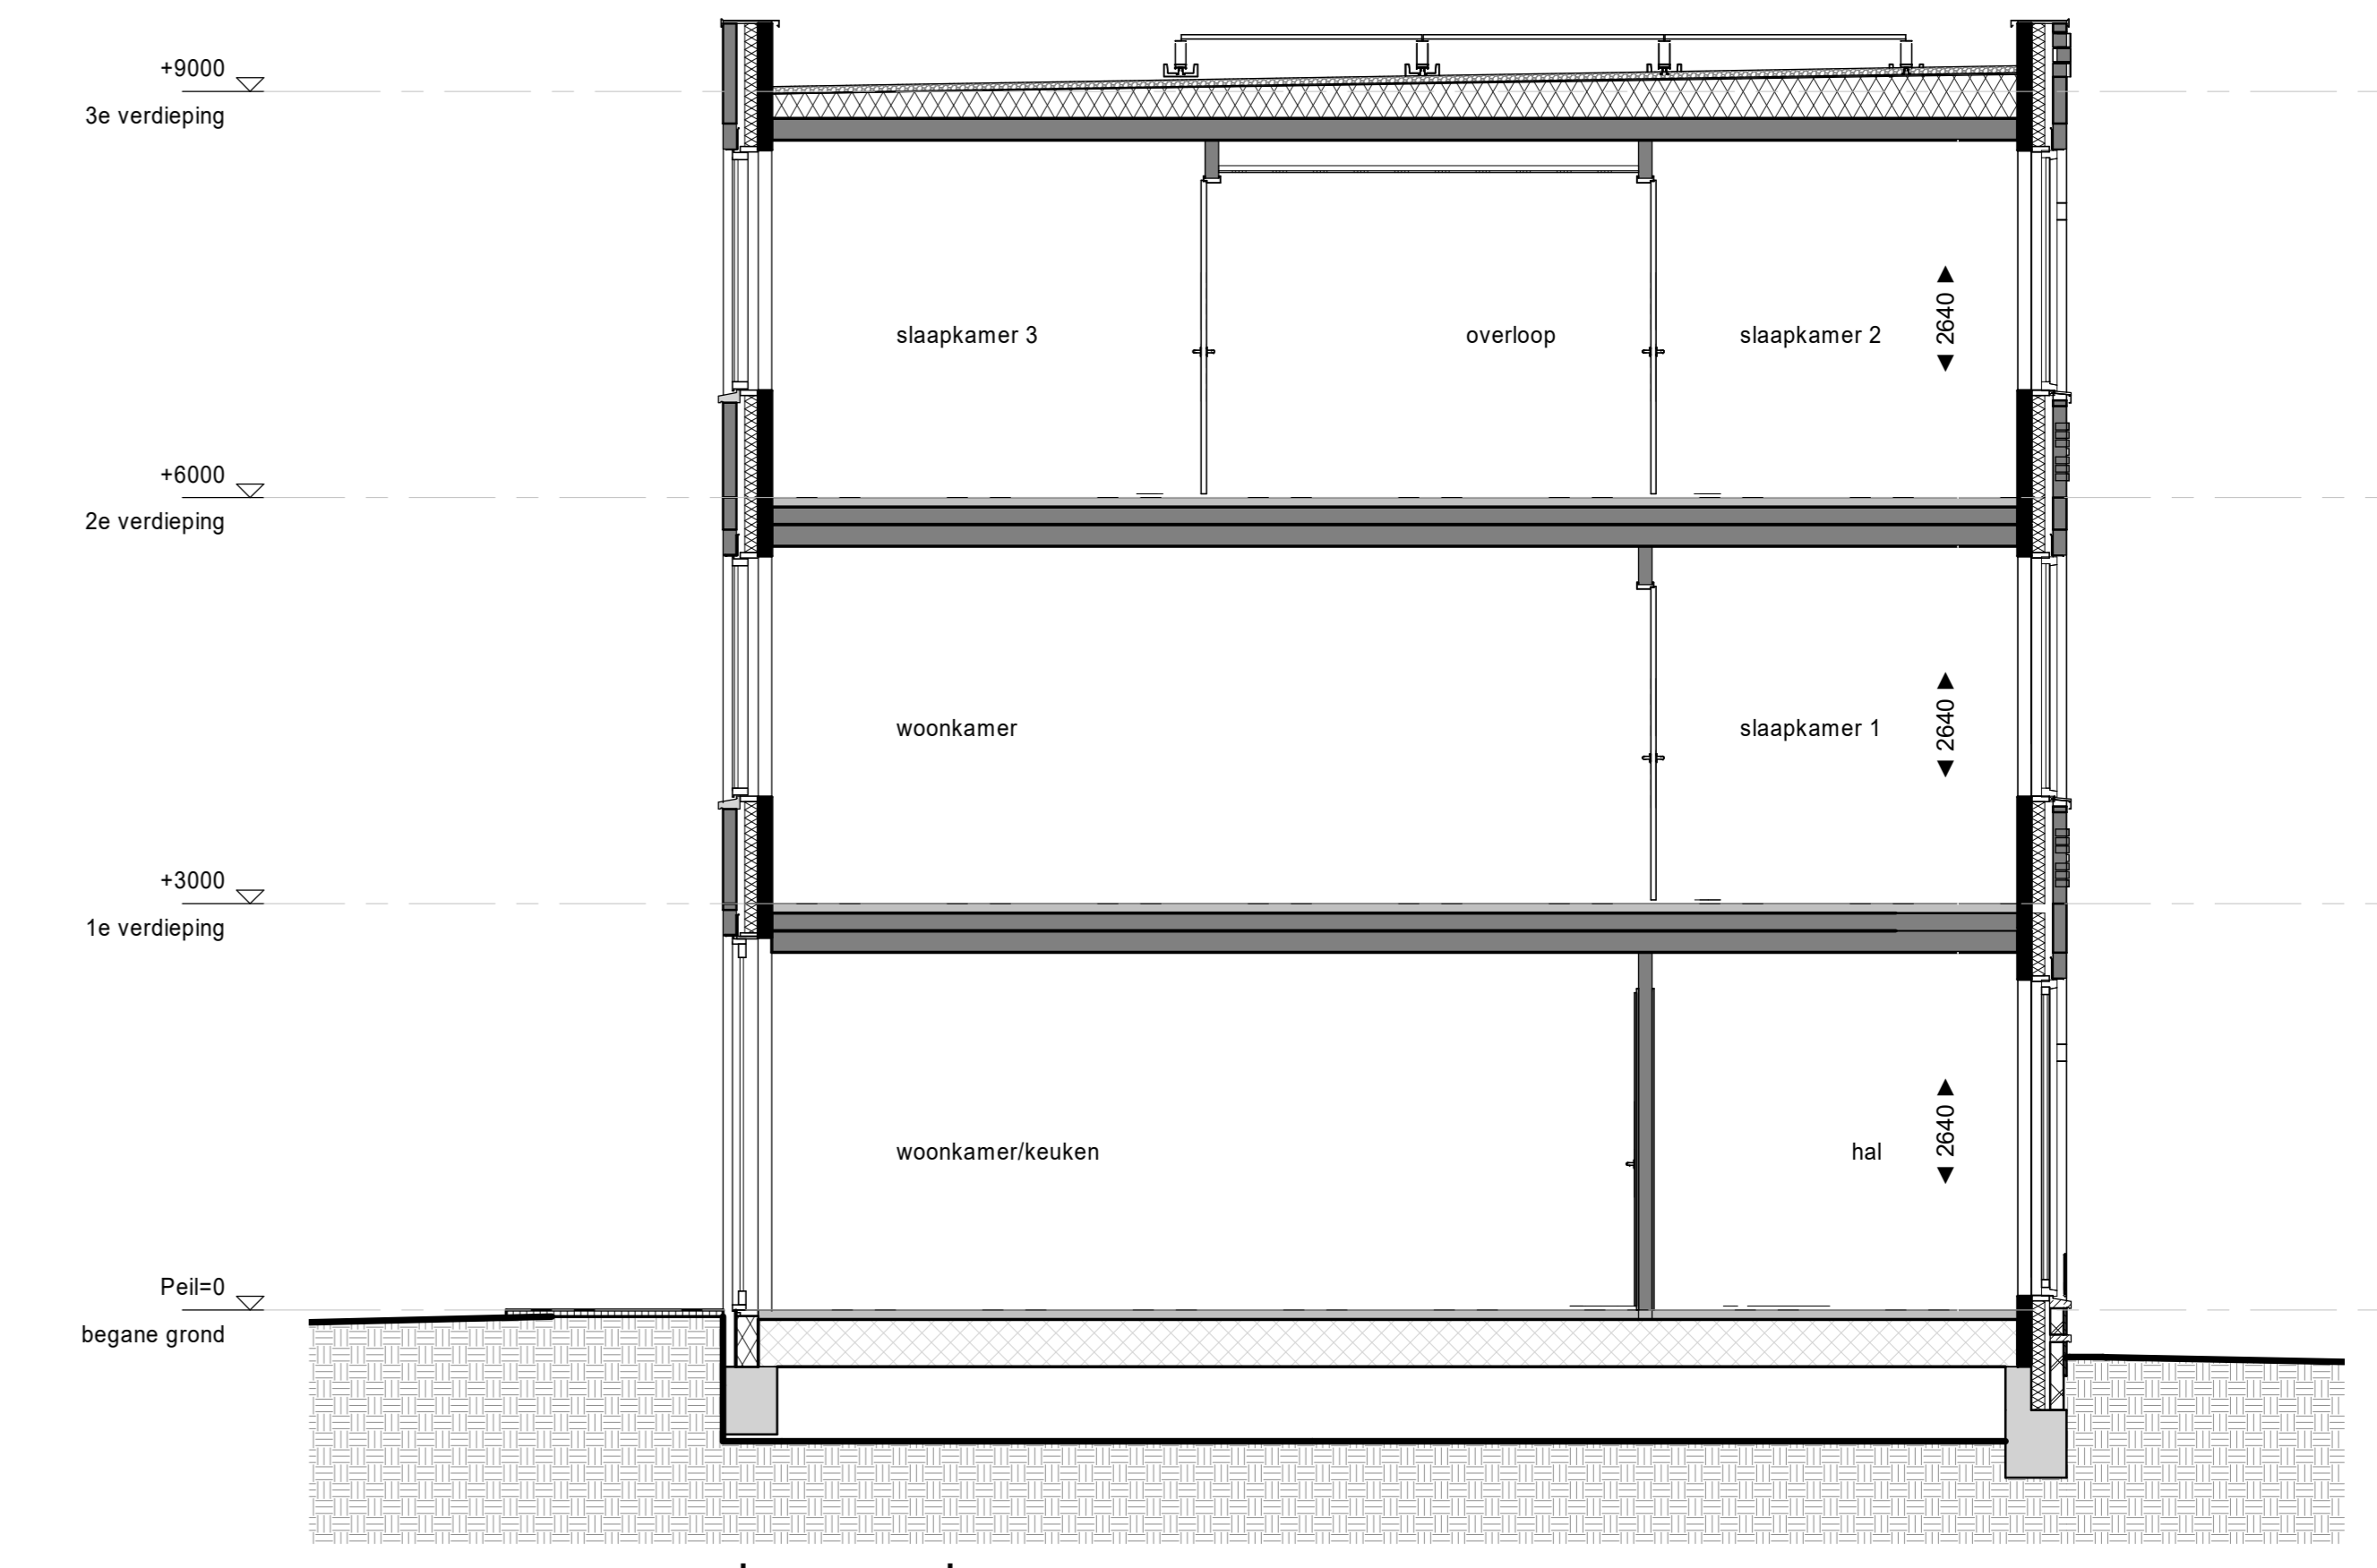 +9000
3e verdieping
slaapkamer 3
overloop
slaapkamer 2
2640
+6000
2e verdieping
woonkamer
slaapkamer 1
2640
+3000
1e verdieping
woonkamer/keuken
hal
2640
Peil=0
begane grond